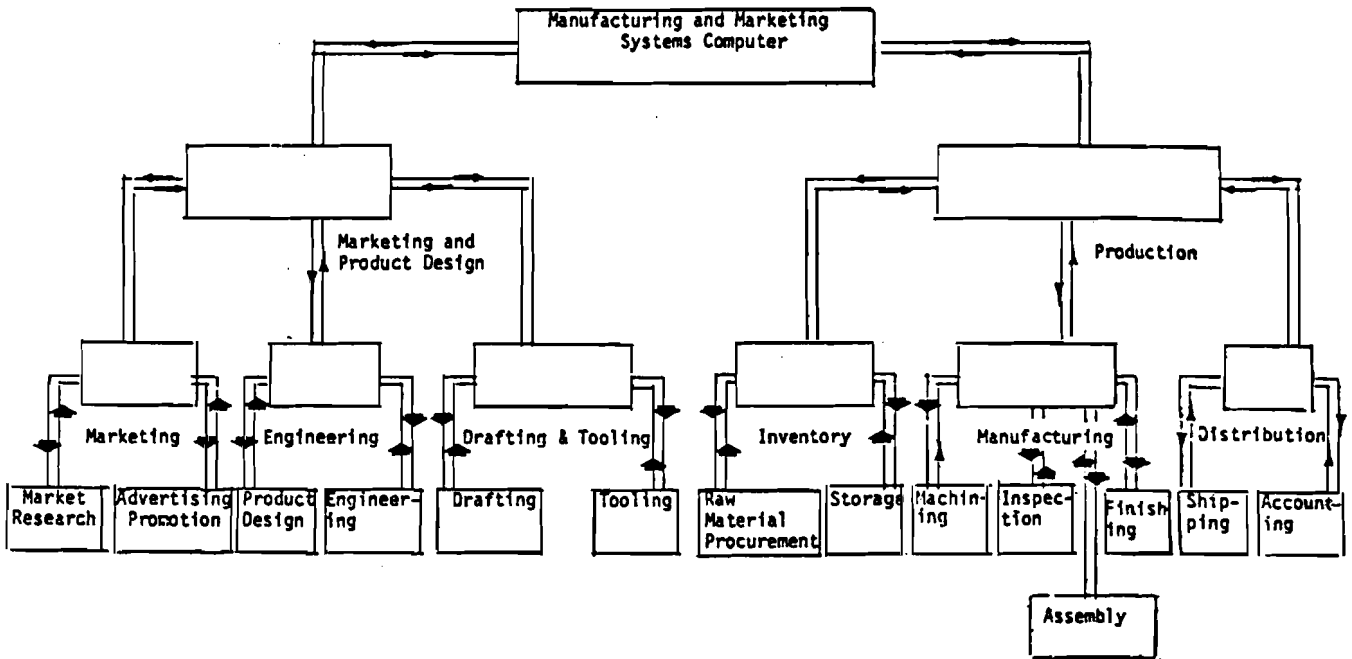 Manufacturing and Marketing
Systems Computer
Marketing and
Product Design
Production
Marketing
Engineering
Drafting & Tooling
Inventory
Manufacturing
Distribution
Market
Research
Advertising
Promotion
Product
Design
Engineer-
ing
Drafting
Tooling
Raw
Material
Procurement
Storage
Machin-
ing
Inspec-
tion
Finish
ing
Ship-
ping
Account-
ing
Assembly